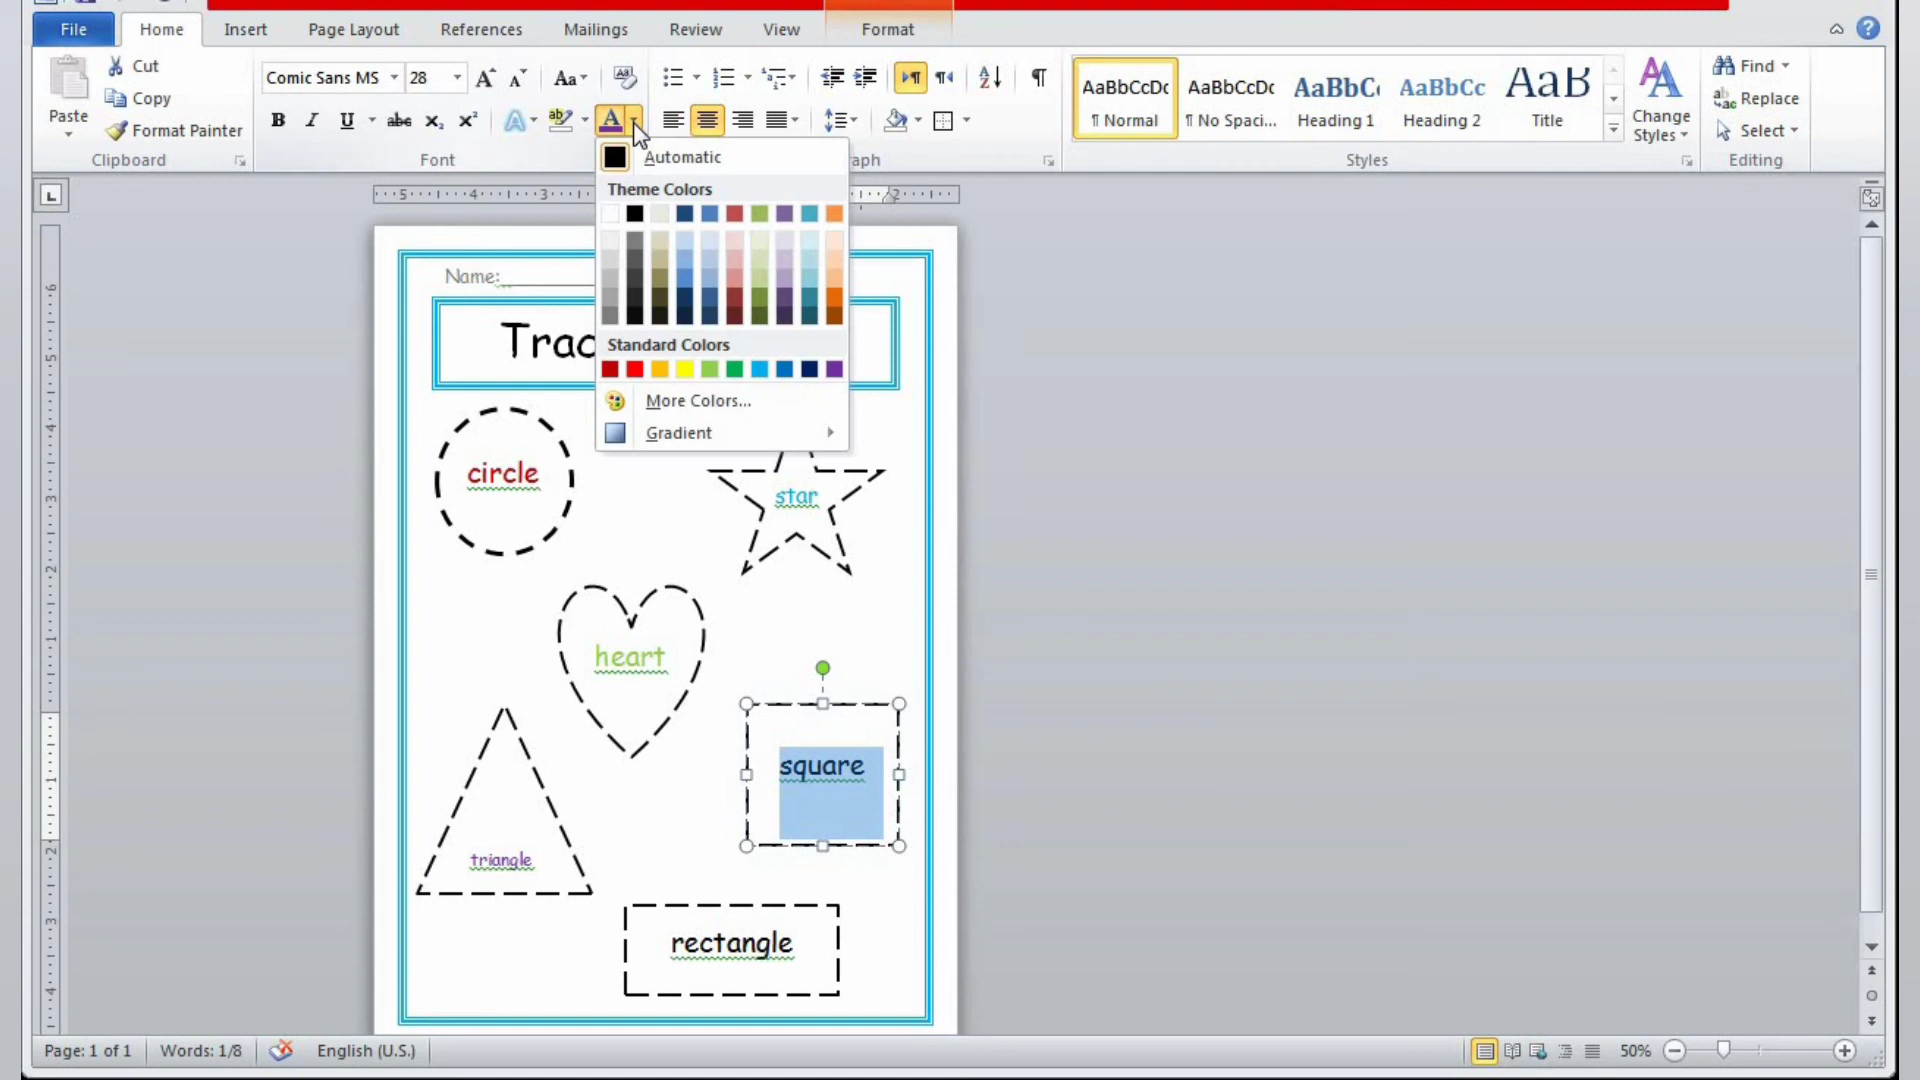 File Home Insert Page Layout References Mailings Review View Format
Cut
Copy
Format Painter
Paste
Clipboard
Comic Sans MS 28
Font
Automatic
Theme Colors
Standard Colors
More Colors...
Gradient
AaBbCcDc AaBbCcDc AaBbC AaBbCc AaB
¶ Normal ¶ No Spaci... Heading 1 Heading 2 Title
Change
Styles
Styles
Find
Replace
Select
Editing
Name:
circle
star
heart
square
triangle
rectangle
Page: 1 of 1 Words: 1/8 English (U.S.) 50%